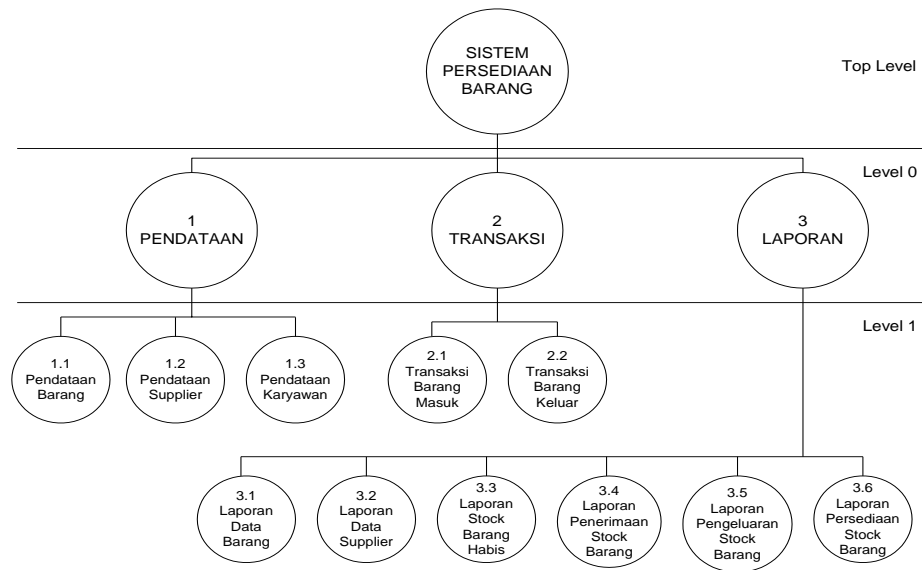 SISTEM
PERSEDIAAN
BARANG
Top Level
Level 0
1
PENDATAAN
2
TRANSAKSI
3
LAPORAN
Level 1
1.1
Pendataan
Barang
1.2
Pendataan
Supplier
1.3
Pendataan
Karyawan
2.1
Transaksi
Barang
Masuk
2.2
Transaksi
Barang
Keluar
3.1
Laporan
Data
Barang
3.2
Laporan
Data
Supplier
3.3
Laporan
Stock
Barang
Habis
3.4
Laporan
Penerimaan
Stock
Barang
3.5
Laporan
Pengeluaran
Stock
Barang
3.6
Laporan
Persediaan
Stock
Barang